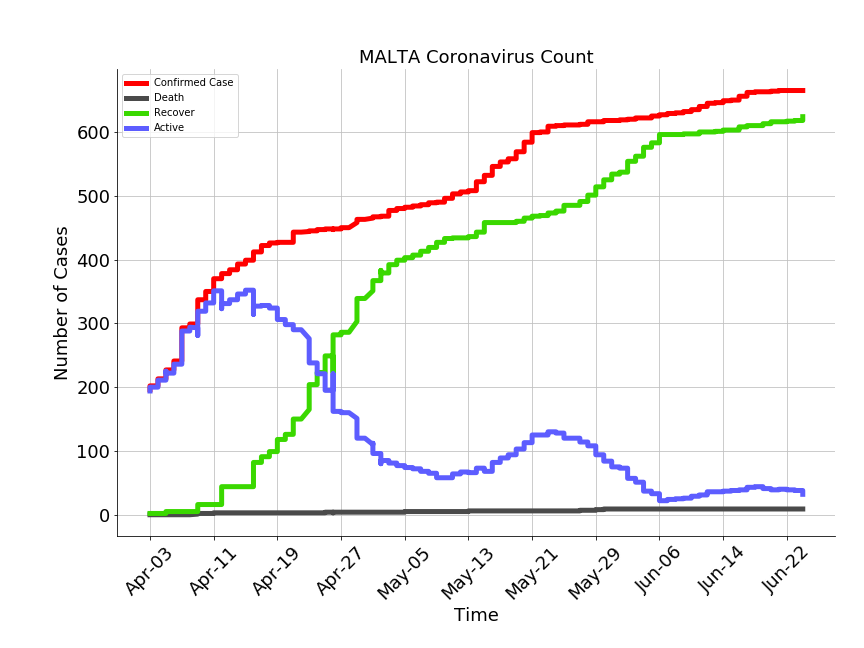 MALTA Coronavirus Count
Confirmed Case
Death
Recover
Active
Number of Cases
600
500
400
300
200
100
0
Apr-03
Apr-11
Apr-19
Apr-27
May-05
May-13
May-21
May-29
Jun-06
Jun-14
Jun-22
Time